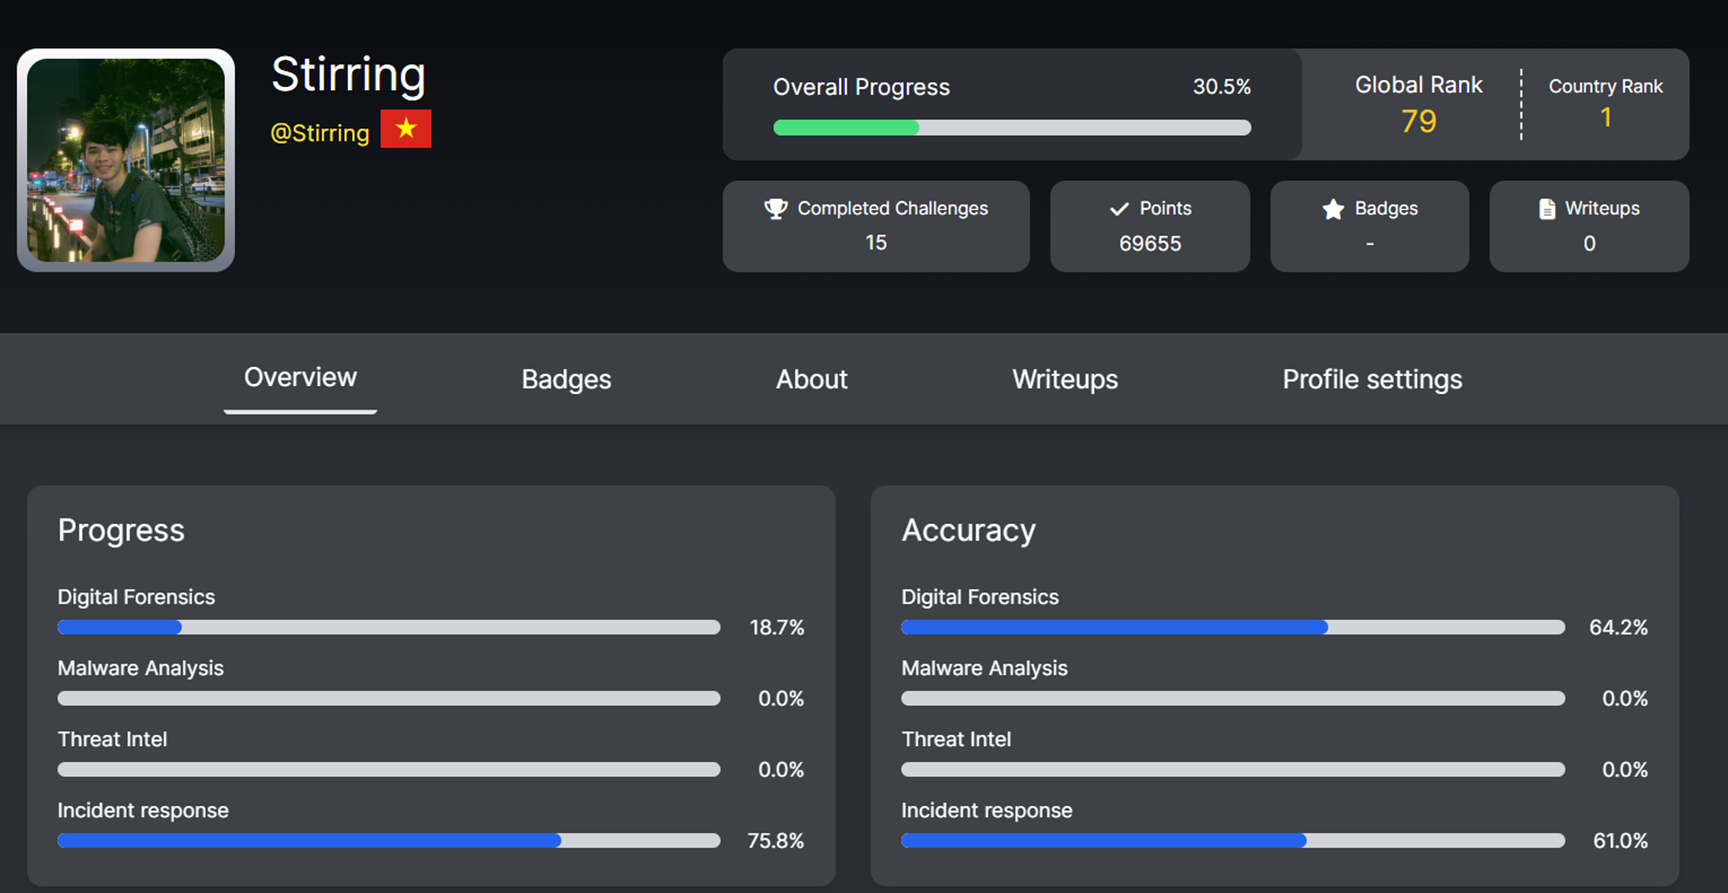 Stirring
@Stirring
Overall Progress 30.5%
Global Rank
79
Country Rank
1
Completed Challenges
15
Points
69655
Badges
-
Writeups
0
Overview Badges About Writeups Profile settings
Progress
Digital Forensics
18.7%
Malware Analysis
0.0%
Threat Intel
0.0%
Incident response
75.8%
Accuracy
Digital Forensics
64.2%
Malware Analysis
0.0%
Threat Intel
0.0%
Incident response
61.0%